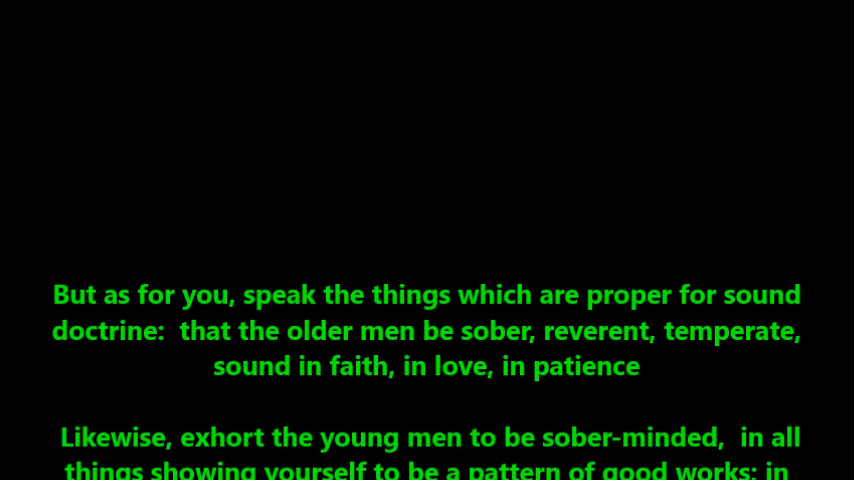 But as for you, speak the things which are proper for sound
doctrine:  that the older men be sober, reverent, temperate,
sound in faith, in love, in patience
Likewise, exhort the young men to be sober-minded,  in all
things showing yourself to be a pattern of good works; in